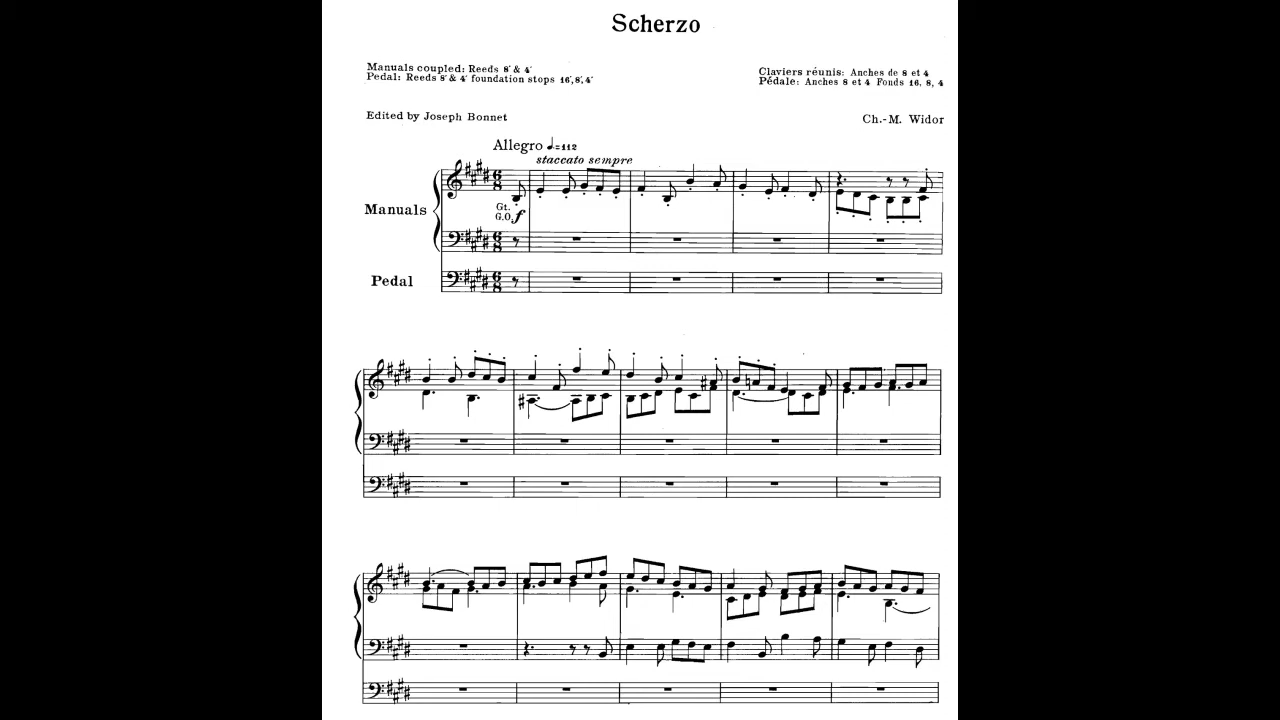 Scherzo
Manuals coupled: Reeds 8' & 4'
Pedal: Reeds 8' & 4' foundation stops 16', 8', 4'
Claviers réunis: Anches de 8 et 4
Pédale: Anches 8 et 4 Fonds 16, 8, 4
Edited by Joseph Bonnet
Ch.-M. Widor
Allegro ♩=112
staccato sempre
Manuals
Gt.
G.O. f
Pedal